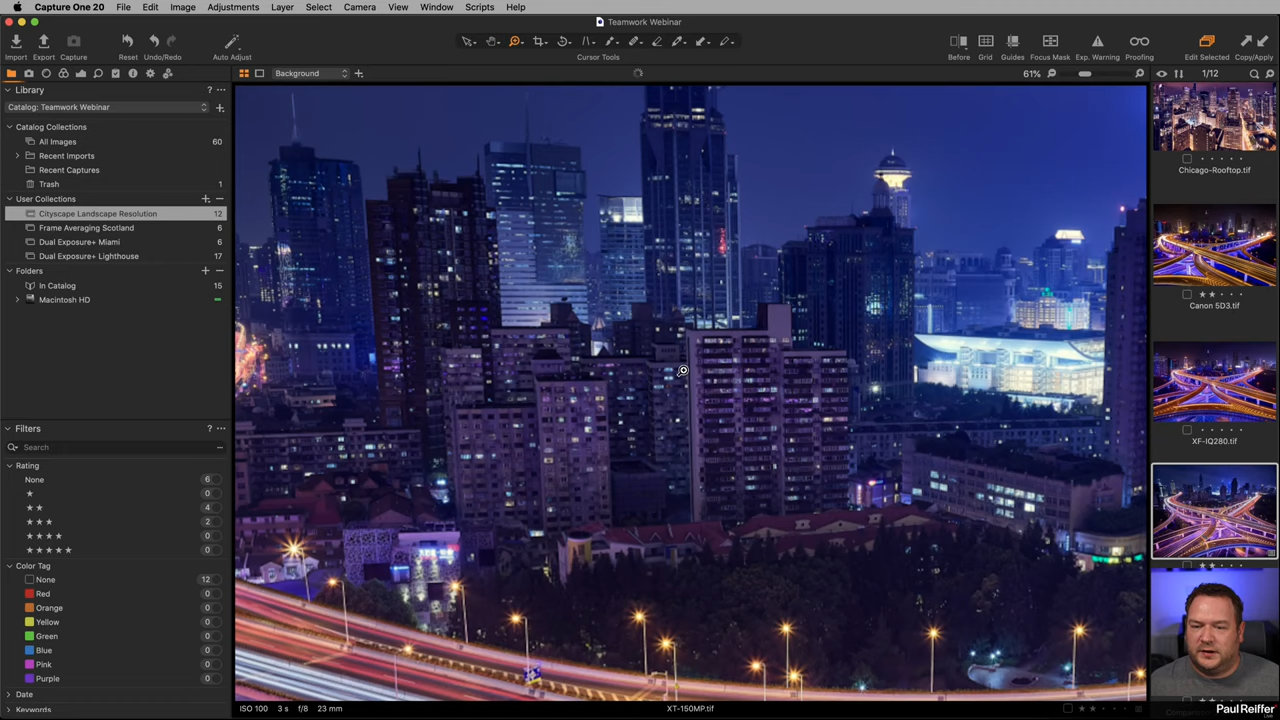 Capture One 20 File Edit Image Adjustments Layer Select Camera View Window Scripts Help
Teamwork Webinar
Import Export Capture Reset Undo/Redo Auto Adjust Cursor Tools Before Grid Guides Focus Mask Exp. Warning Proofing Edit Selected Copy/Apply
Library ? ...
Catalog: Teamwork Webinar
Catalog Collections
All Images 60
Recent Imports
Recent Captures
Trash 1
User Collections
Cityscape Landscape Resolution 12
Frame Averaging Scotland 6
Dual Exposure+ Miami 6
Dual Exposure+ Lighthouse 17
Folders
In Catalog 15
Macintosh HD
Filters ? ...
Search
Rating
None 6
0
4
2
0
0
Color Tag
None 12
Red 0
Orange 0
Yellow 0
Green 0
Blue 0
Pink 0
Purple 0
Date
Keywords
Background
61%
1/12
ISO 100 3 s f/8 23 mm
XT-150MP.tif
Chicago-Rooftop.tif
Canon 5D3.tif
XF-IQ280.tif
Paul Reiffer
Live